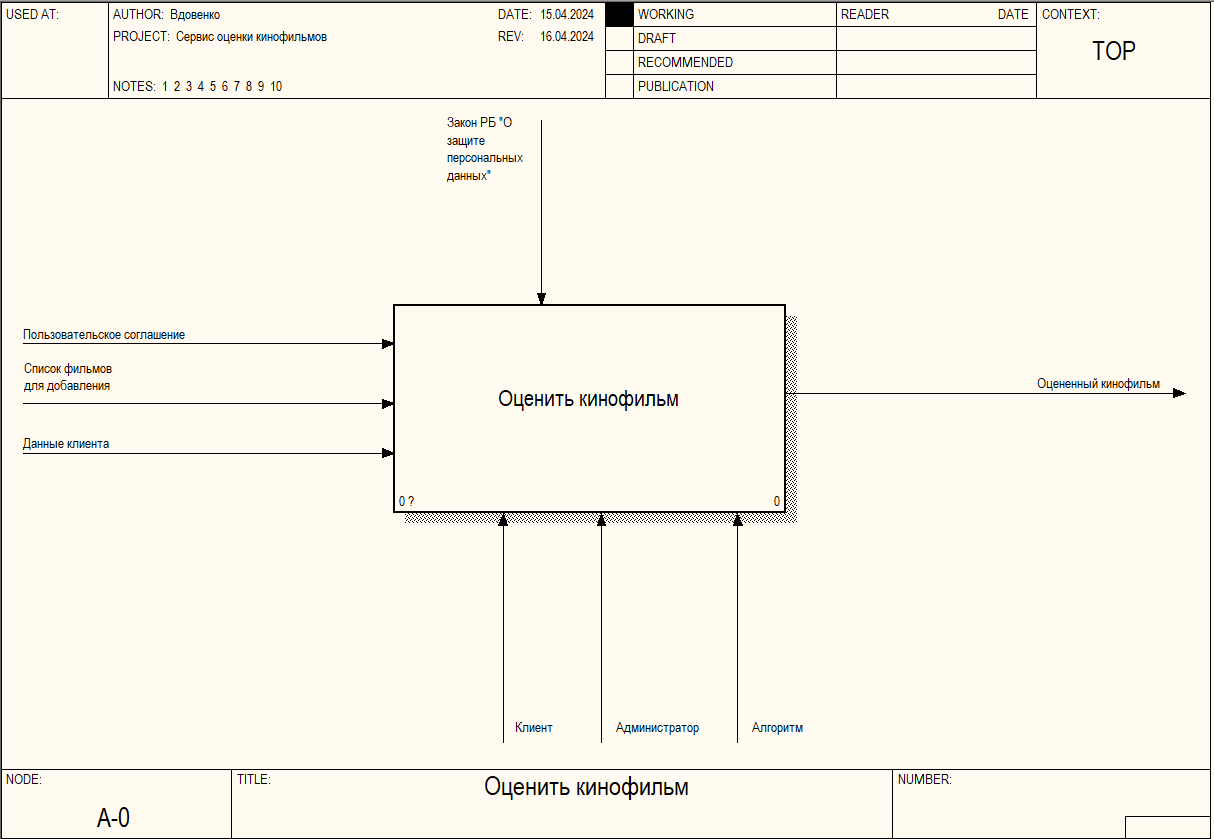 USED AT:
AUTHOR: Вдовенко
DATE: 15.04.2024
PROJECT: Сервис оценки кинофильмов
REV: 16.04.2024
NOTES: 1 2 3 4 5 6 7 8 9 10
WORKING
DRAFT
RECOMMENDED
PUBLICATION
READER DATE
CONTEXT:
TOP
Закон РБ "О
защите
персональных
данных"
Пользовательское соглашение
Список фильмов
для добавления
Данные клиента
Оценить кинофильм
0 ?
0
Оцененный кинофильм
Клиент
Администратор
Алгоритм
NODE:
A-0
TITLE:
Оценить кинофильм
NUMBER: